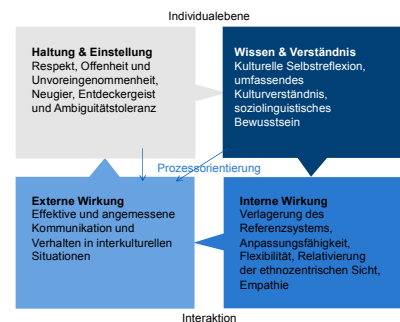 Individualebene
Haltung & Einstellung
Respekt, Offenheit und
Unvoreingenommenheit,
Neugier, Entdeckergeist
und Ambiguitätstoleranz
Wissen & Verständnis
Kulturelle Selbstreflexion,
umfassendes
Kulturverständnis,
soziolinguistisches
Bewusstsein
Prozessorientierung
Externe Wirkung
Effektive und angemessene
Kommunikation und
Verhalten in interkulturellen
Situationen
Interne Wirkung
Verlagerung des
Referenzsystems,
Anpassungsfähigkeit,
Flexibilität, Relativierung
der ethnozentrischen Sicht,
Empathie
Interaktion